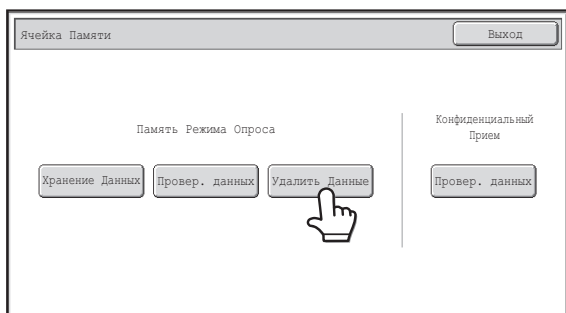 Ячейка Памяти
Выход
Память Режима Опроса
Конфиденциальный
Прием
Хранение Данных
Провер. данных
Удалить Данные
Провер. данных